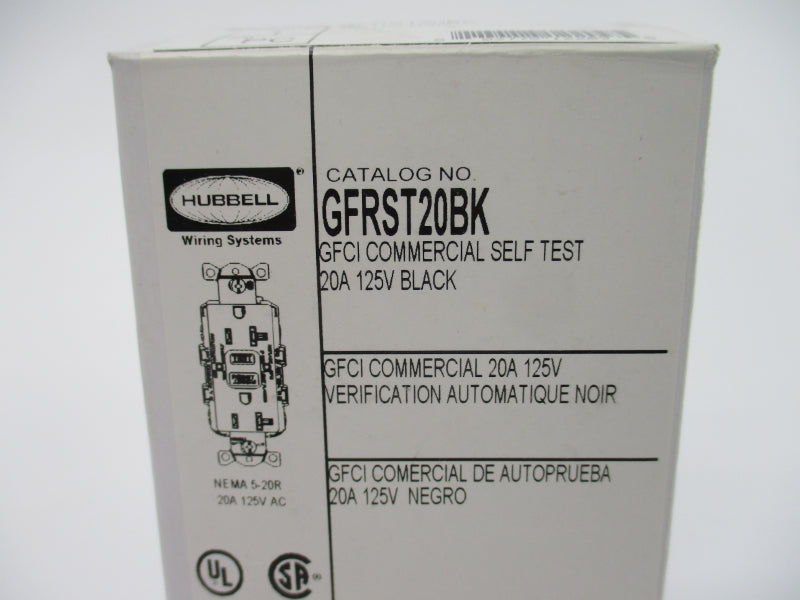 HUBBELL
®
Wiring Systems
CATALOG NO.
GFRST20BK
GFCI COMMERCIAL SELF TEST
20A 125V BLACK
GFCI COMMERCIAL 20A 125V
VERIFICATION AUTOMATIQUE NOIR
GFCI COMERCIAL DE AUTOPRUEBA
20A 125V NEGRO
NEMA 5-20R
20A 125V AC
UL
SA®